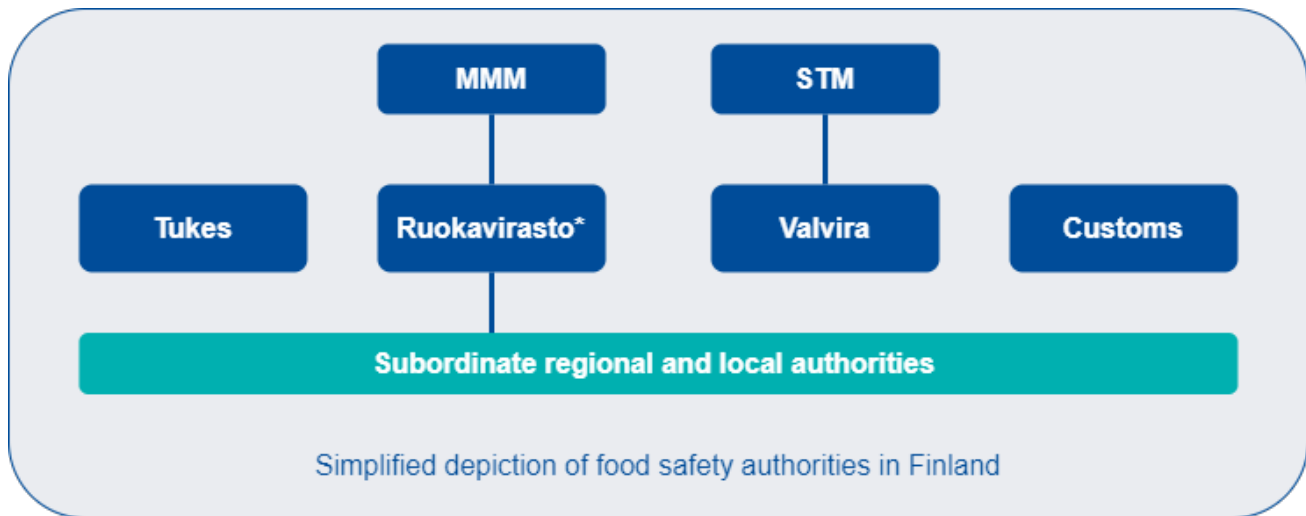 MMM
STM
Tukes
Ruokavirasto*
Valvira
Customs
Subordinate regional and local authorities
Simplified depiction of food safety authorities in Finland